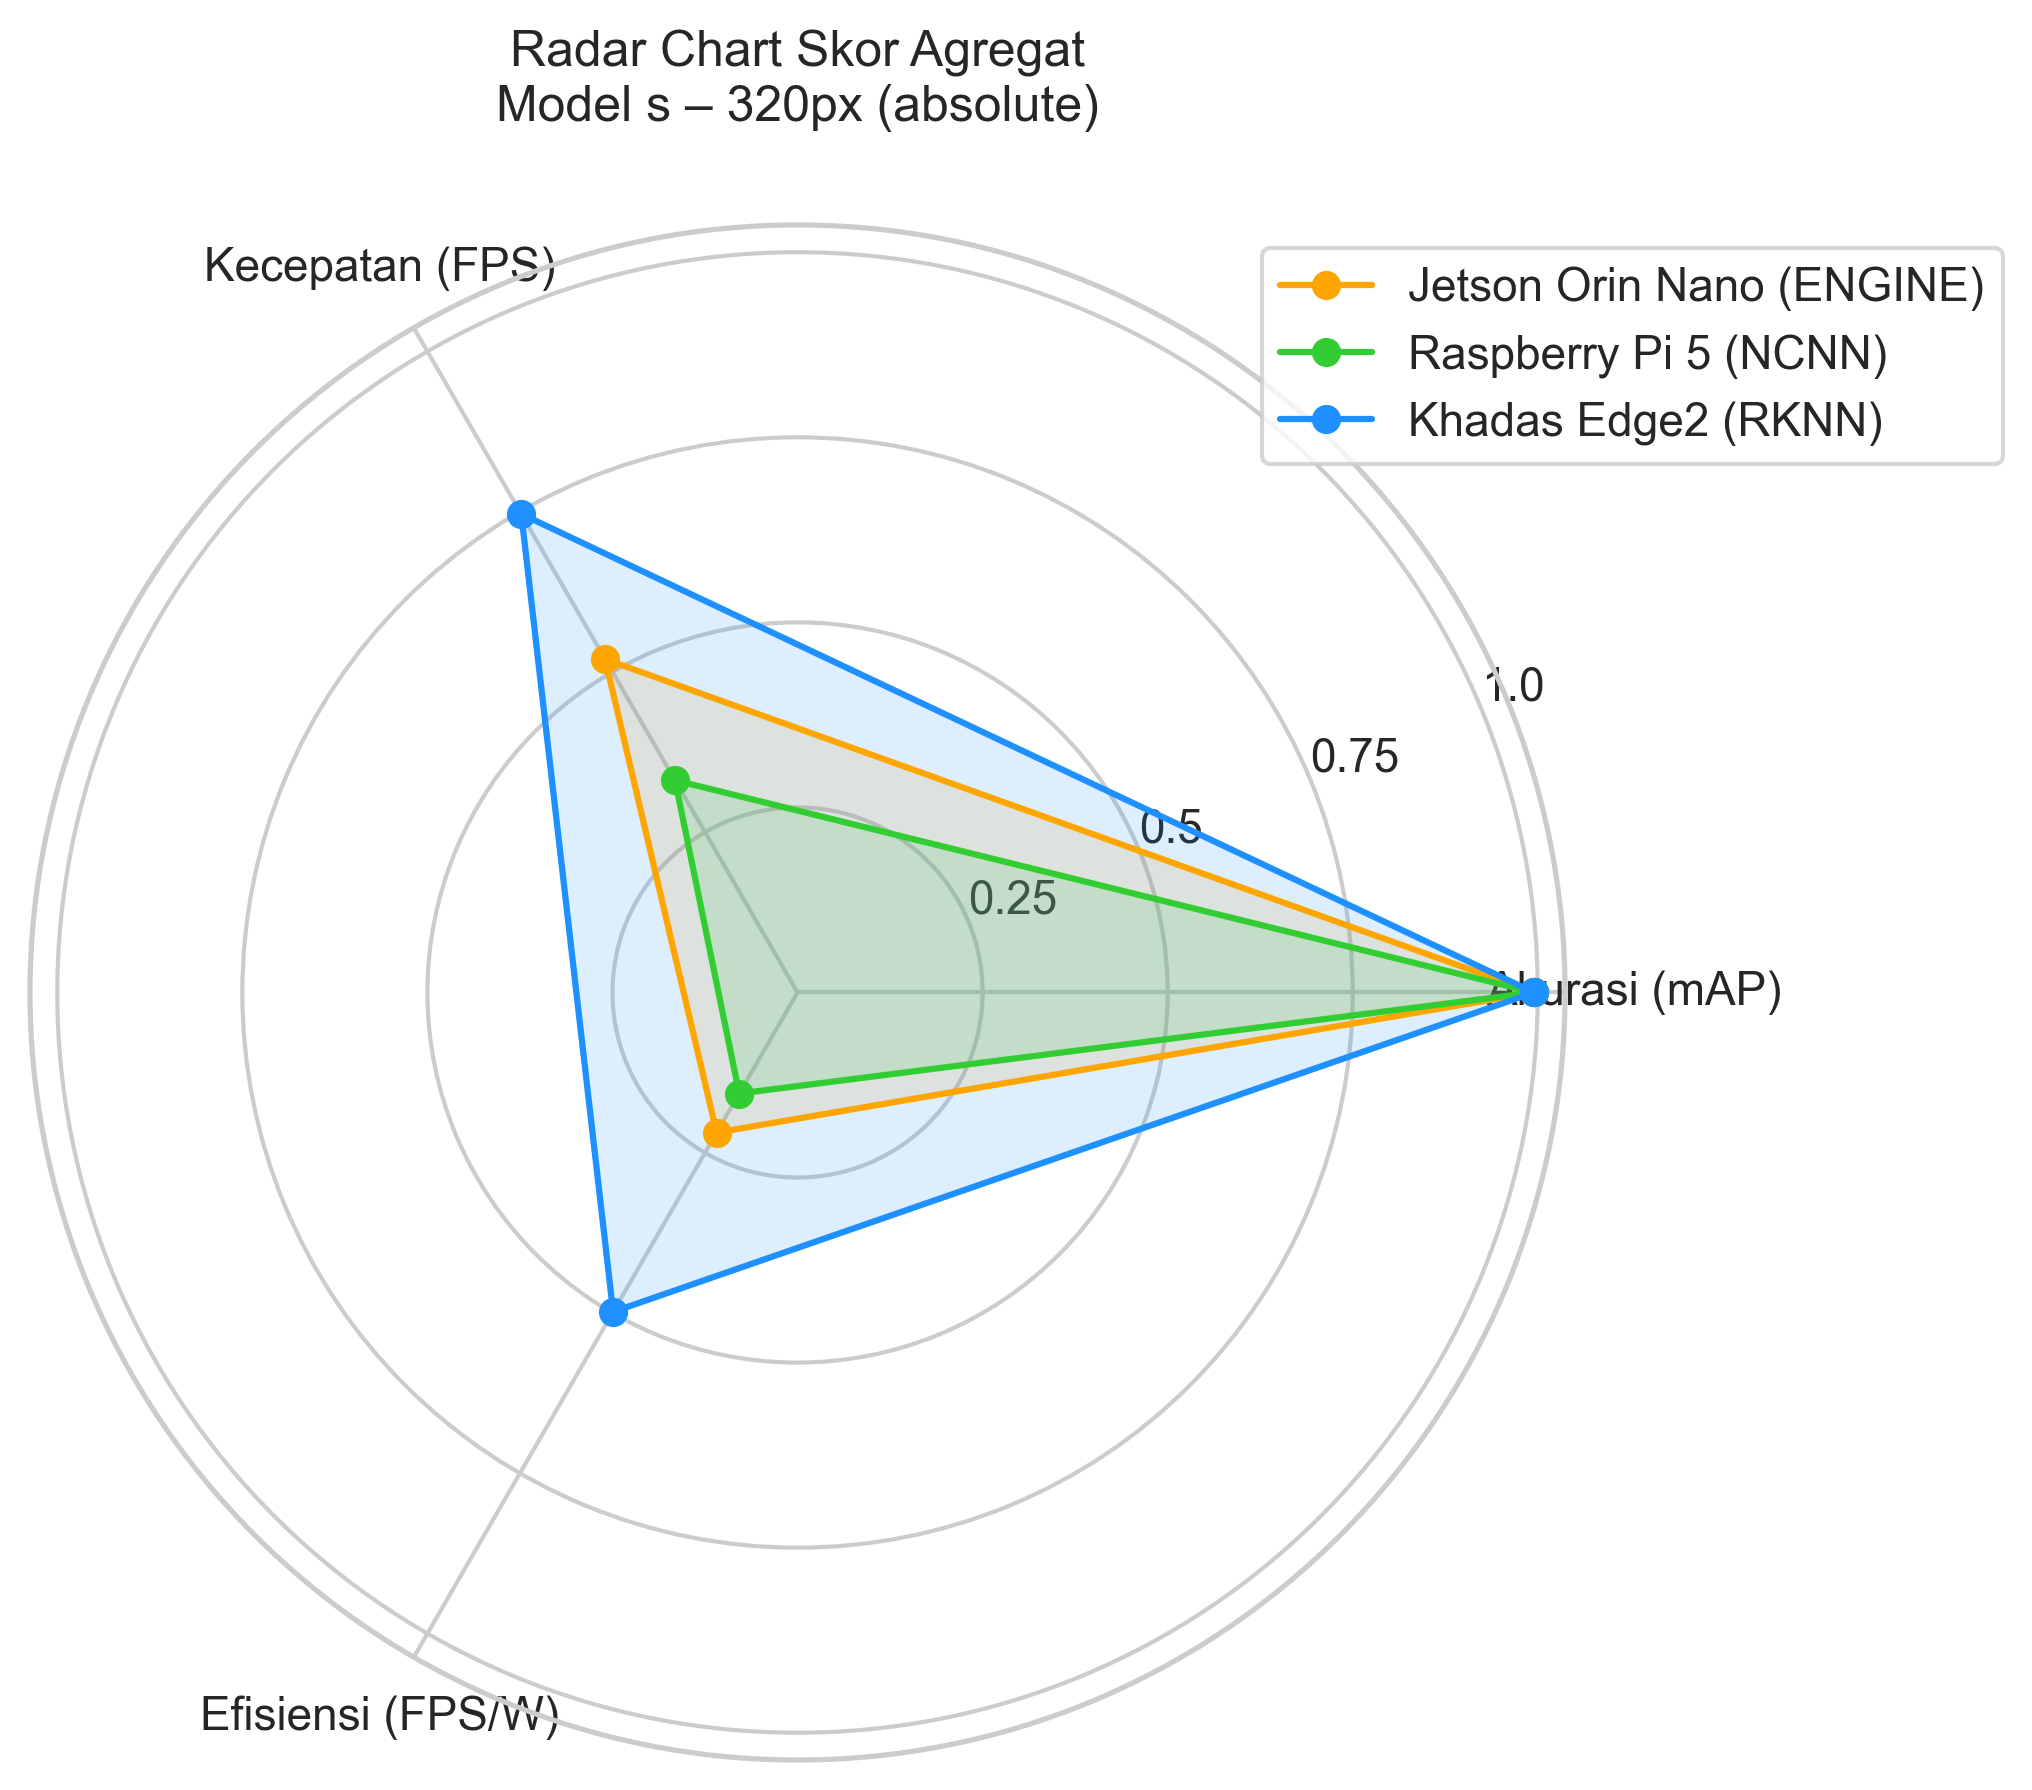 Radar Chart Skor Agregat
Model s – 320px (absolute)
Kecepatan (FPS)
Jetson Orin Nano (ENGINE)
Raspberry Pi 5 (NCNN)
Khadas Edge2 (RKNN)
1.0
0.75
0.5
0.25
Akurasi (mAP)
Efisiensi (FPS/W)